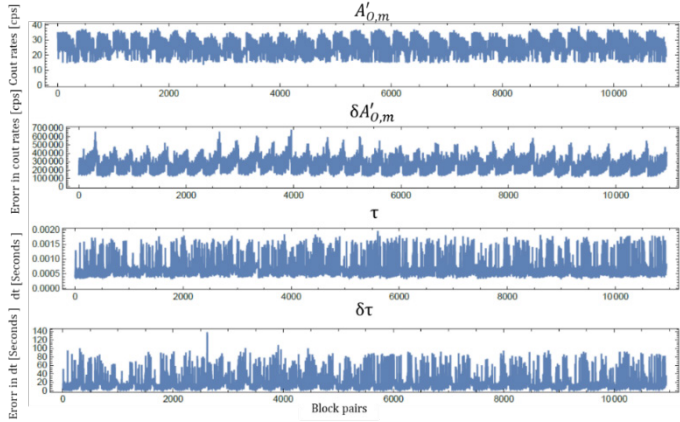 A′O,m
Cout rates [cps]
40
30
20
10
0
0 2000 4000 6000 8000 10000
δA′O,m
Erorr in cout rates [cps]
700000
600000
500000
400000
300000
200000
100000
0
0 2000 4000 6000 8000 10000
τ
dt [Seconds ]
0.0020
0.0015
0.0010
0.0005
0.0000
0 2000 4000 6000 8000 10000
δτ
Erorr in dt [Seconds]
140
120
100
80
60
40
20
0
0 2000 4000 6000 8000 10000
Block pairs